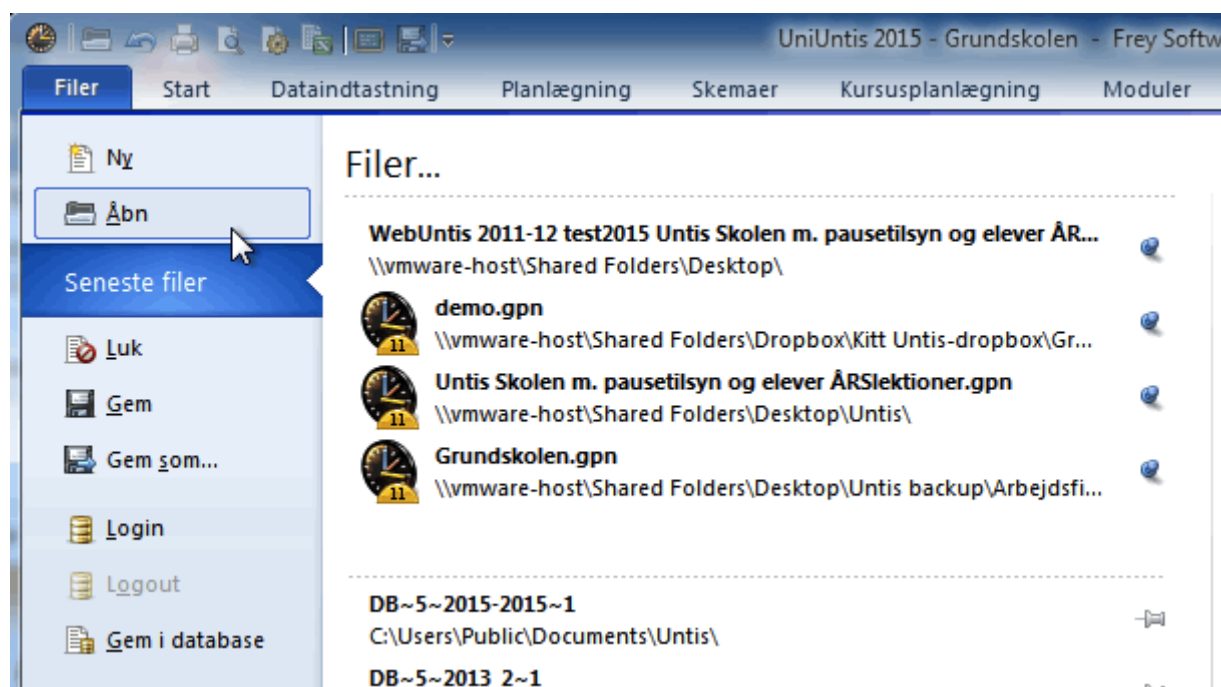 UniUntis 2015 - Grundskolen - Frey Softw
Filer Start Dataindtastning Planlægning Skemaer Kursusplanlægning Moduler
Ny
Åbn
Seneste filer
Luk
Gem
Gem som...
Login
Logout
Gem i database
Filer...
WebUntis 2011-12 test2015 Untis Skolen m. pausetilsyn og elever ÅR...
\\vmware-host\Shared Folders\Desktop\
11
demo.gpn
\\vmware-host\Shared Folders\Dropbox\Kitt Untis-dropbox\Gr...
11
Untis Skolen m. pausetilsyn og elever ÅRSlektioner.gpn
\\vmware-host\Shared Folders\Desktop\Untis\
11
Grundskolen.gpn
\\vmware-host\Shared Folders\Desktop\Untis backup\Arbejdsfi...
DB~5~2015-2015~1
C:\Users\Public\Documents\Untis\
DB~5~2013_2~1